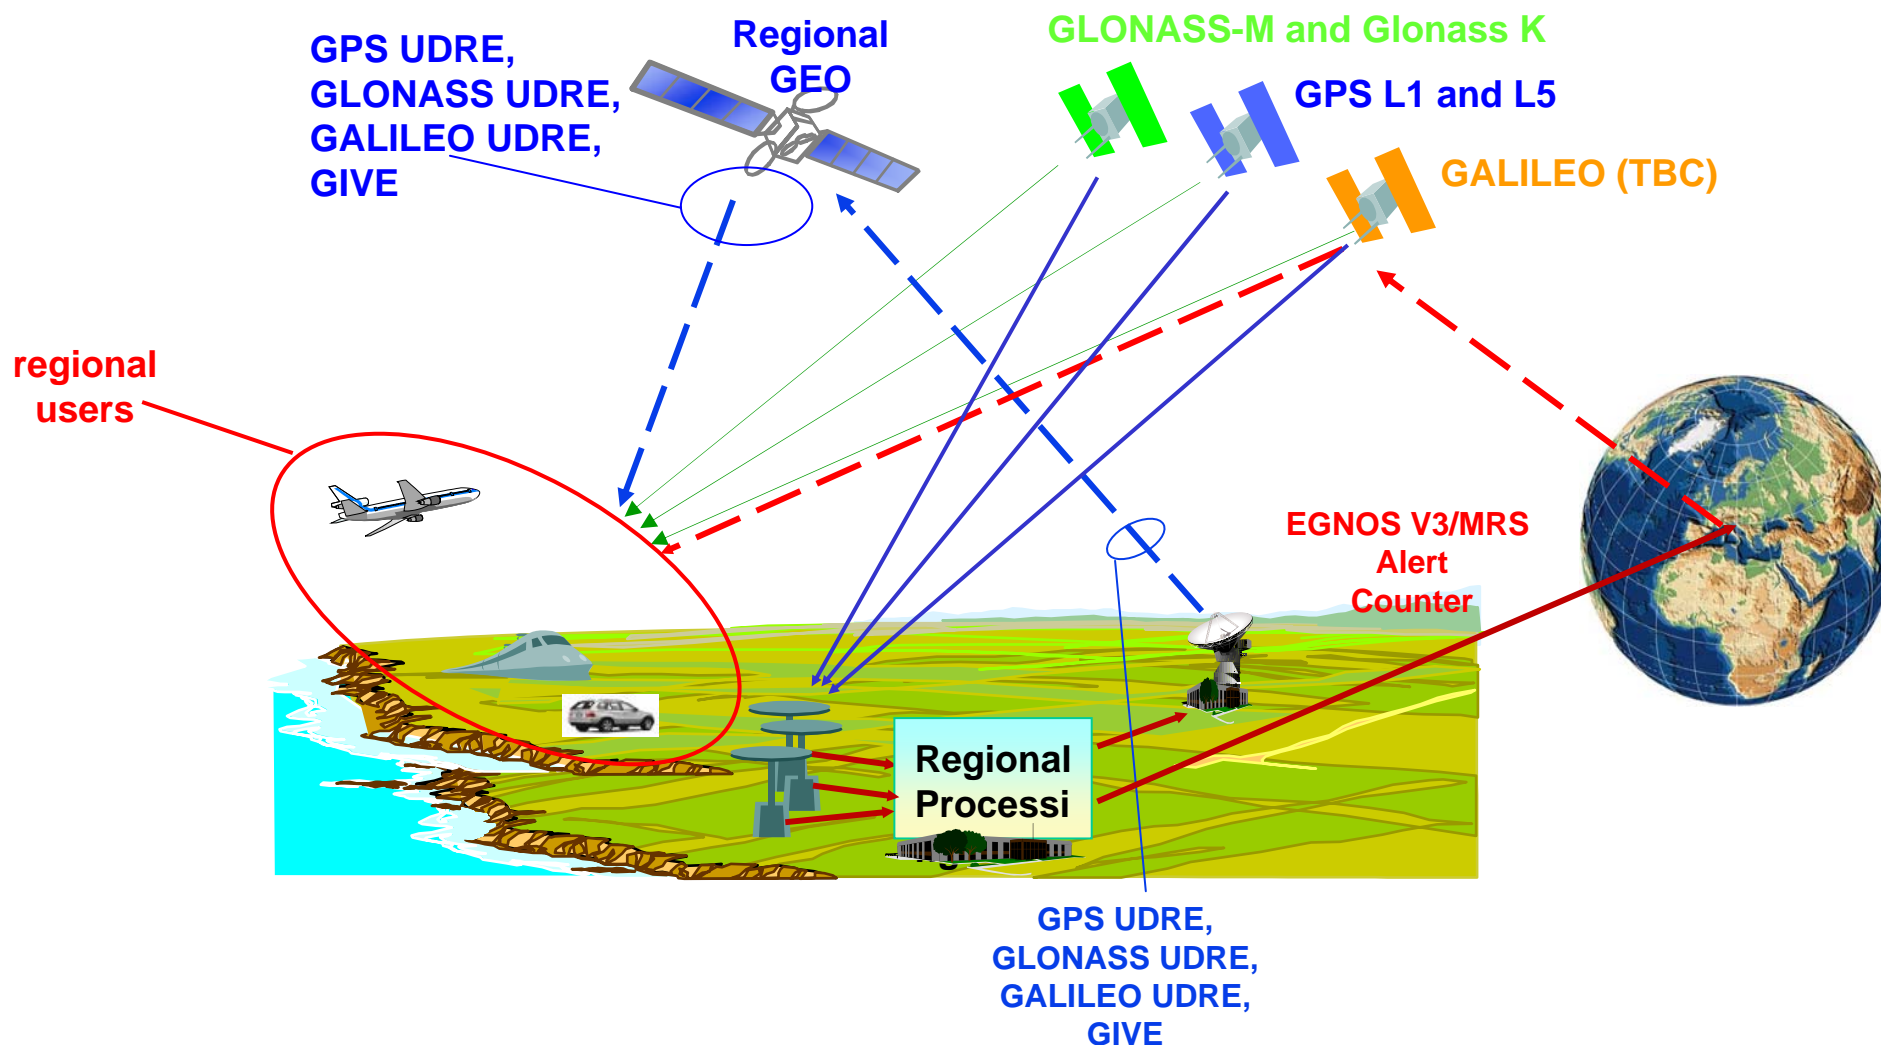 GPS UDRE,
GLONASS UDRE,
GALILEO UDRE,
GIVE
Regional
GEO
GLONASS-M and Glonass K
GPS L1 and L5
GALILEO (TBC)
regional
users
EGNOS V3/MRS
Alert
Counter
Regional
Processi
GPS UDRE,
GLONASS UDRE,
GALILEO UDRE,
GIVE